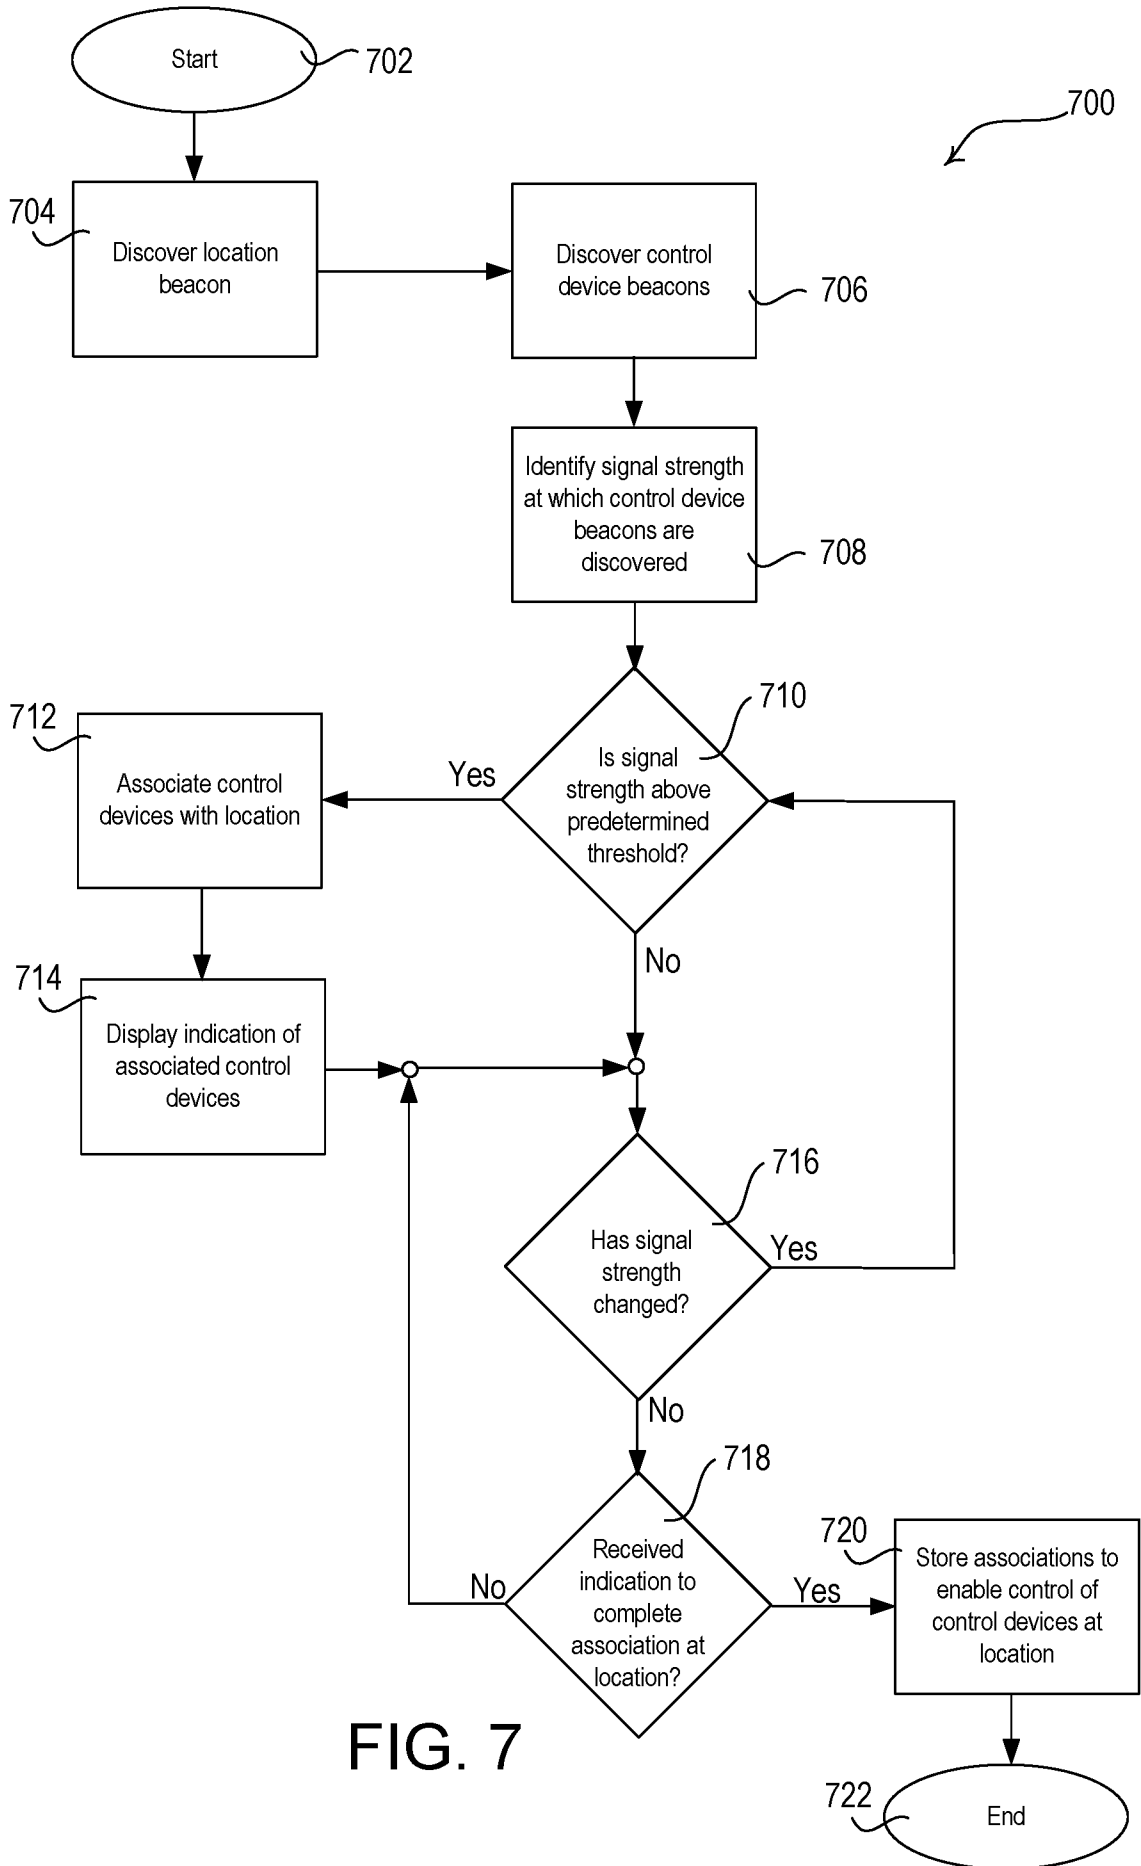 Start
702
700
704
Discover location
beacon
Discover control
device beacons
706
Identify signal strength
at which control device
beacons are
discovered
708
710
Is signal
strength above
predetermined
threshold?
Yes
No
712
Associate control
devices with location
714
Display indication of
associated control
devices
716
Has signal
strength
changed?
Yes
No
718
Received
indication to
complete
association at
location?
No
Yes
720
Store associations to
enable control of
control devices at
location
722
End
FIG. 7